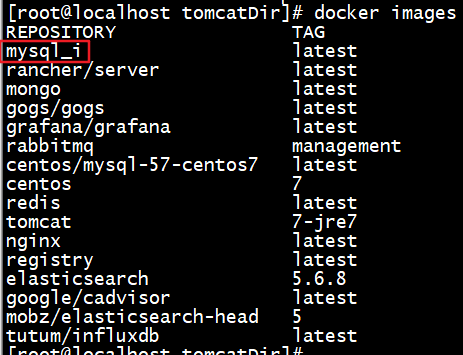 [root@localhost tomcatDir]# docker images
REPOSITORY TAG
mysql_i latest
rancher/server latest
mongo latest
gogs/gogs latest
grafana/grafana latest
rabbitmq management
centos/mysql-57-centos7 latest
centos 7
redis latest
tomcat 7-jre7
nginx latest
registry latest
elasticsearch 5.6.8
google/cadvisor latest
mobz/elasticsearch-head 5
tutum/influxdb latest
[root@localhost tomcatDir]#